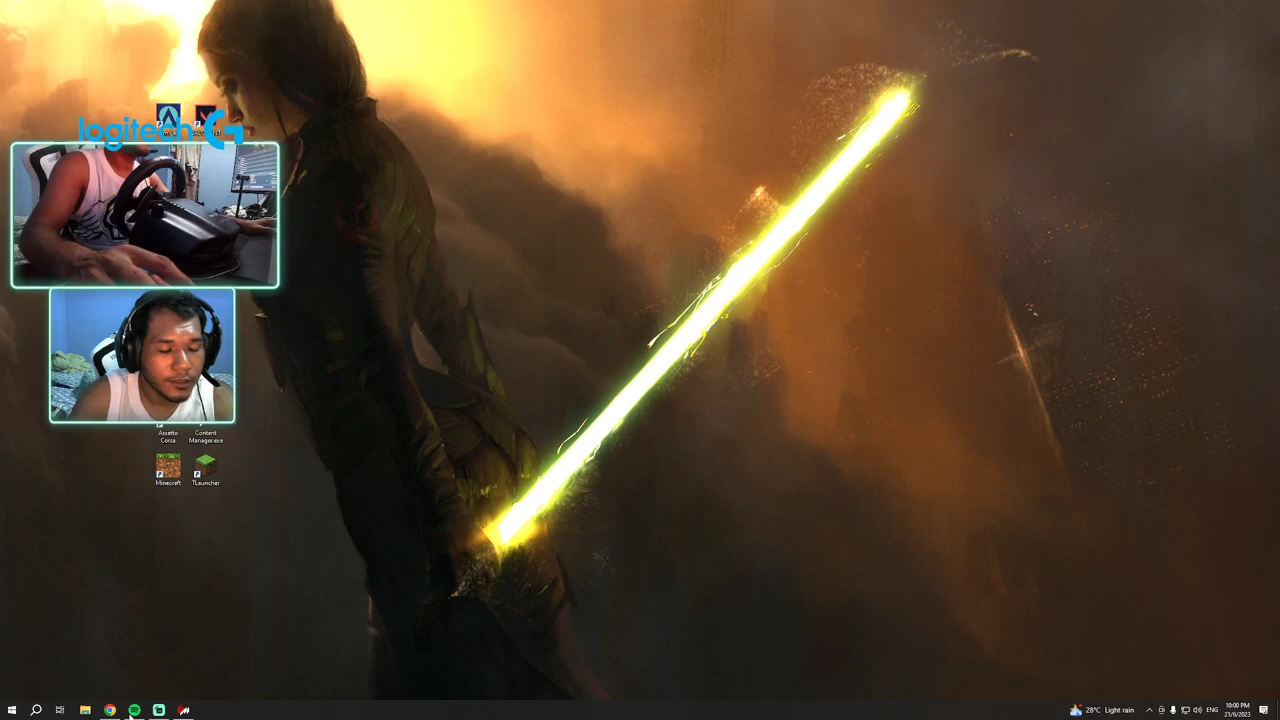 logitech G
Assetto
Corsa
Content
Manager.exe
Minecraft
TLauncher
28°C Light rain
ENG
10:00 PM
21/6/2023